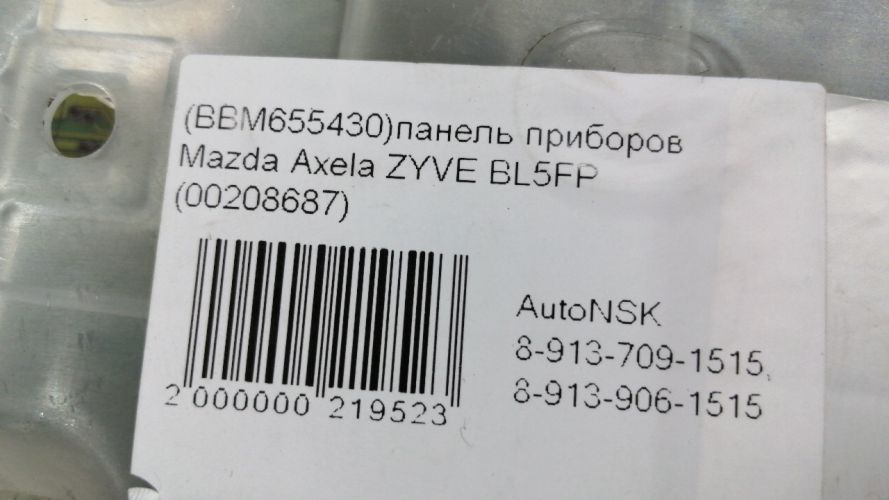 (BBM655430)панель приборов
Mazda Axela ZYVE BL5FP
(00208687)
AutoNSK
8-913-709-1515,
8-913-906-1515
2 000000 219523